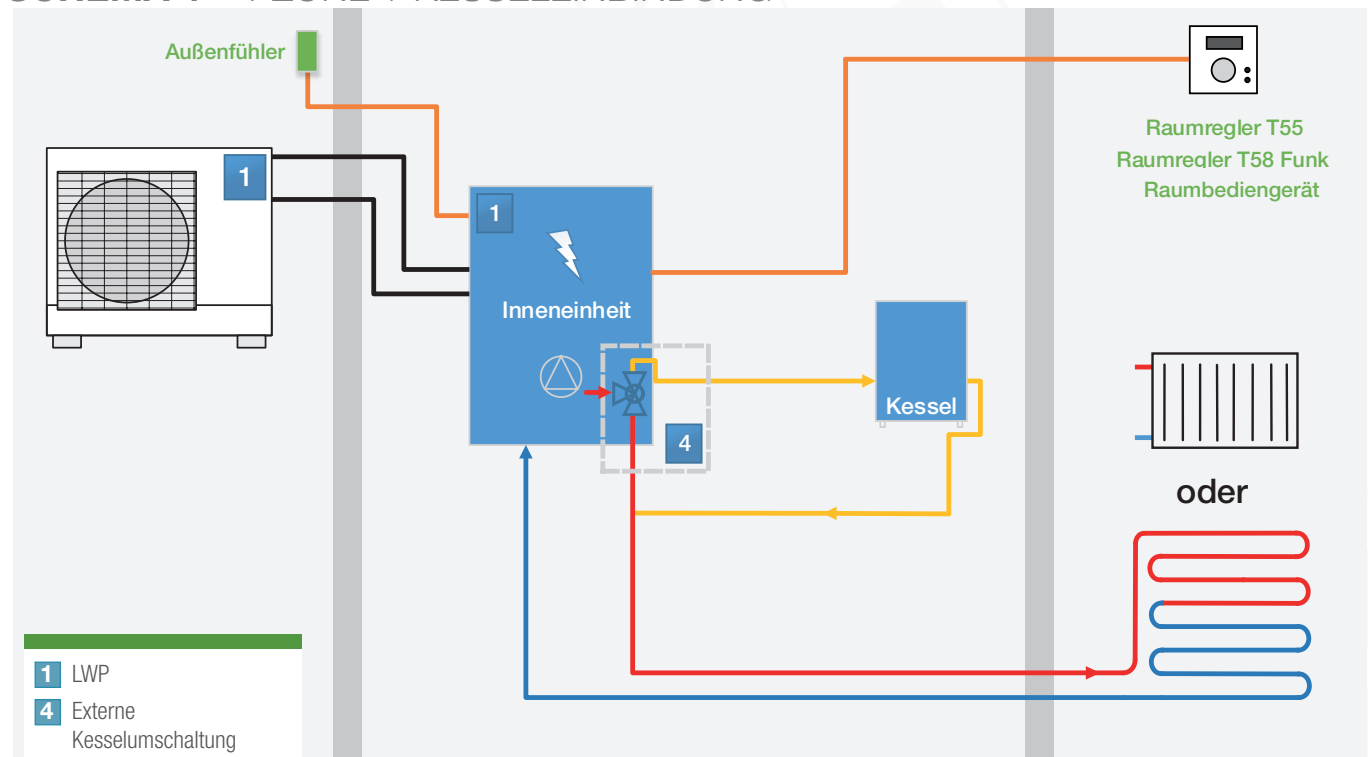 Außenfühler
1
1
Inneneinheit
Kessel
4
Raumregler T55
Raumregler T58 Funk
Raumbediengerät
oder
1 LWP
4 Externe
Kesselumschaltung